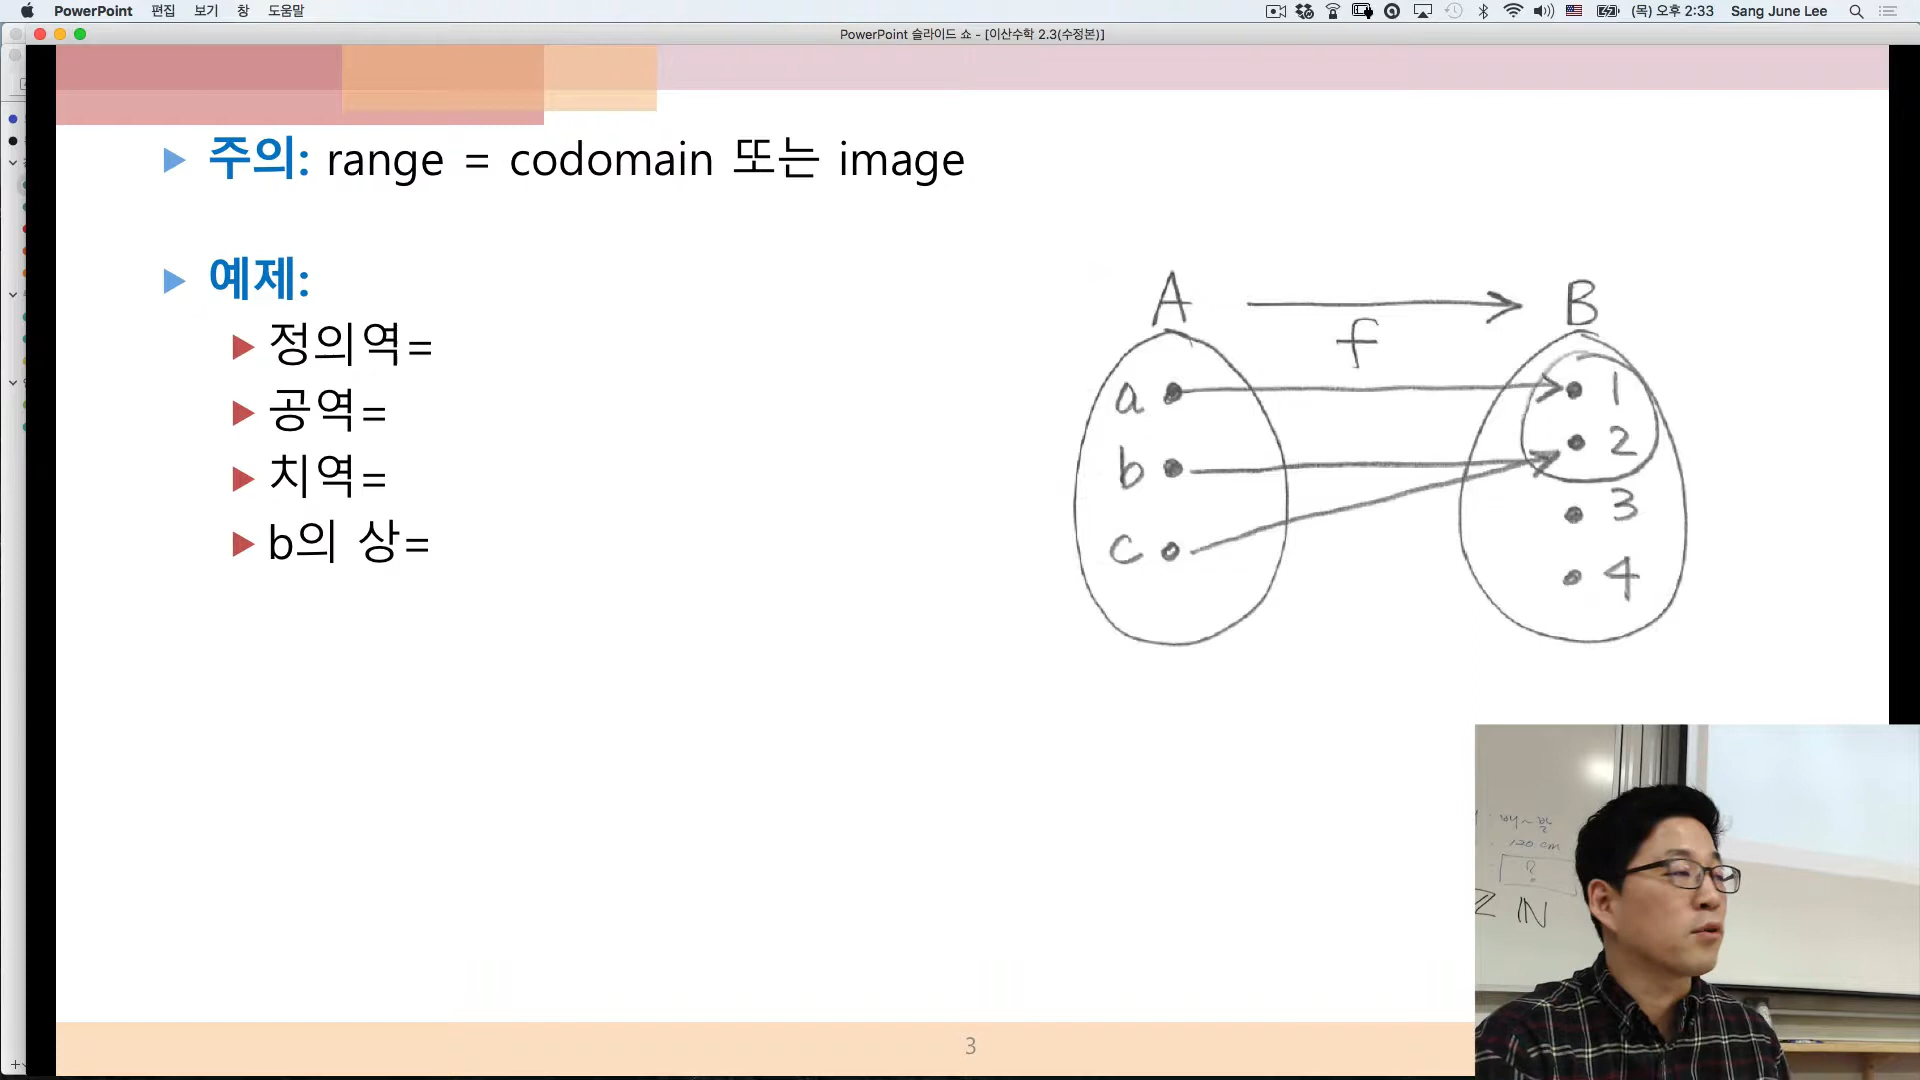 PowerPoint 편집 보기 창 도움말 (목) 오후 2:33 Sang June Lee
PowerPoint 슬라이드 쇼 - [이산수학 2.3(수정본)]
주의: range = codomain 또는 image
예제:
정의역=
공역=
치역=
b의 상=
A B
f
a 1
2
b
3
c
4
120 cm
?
ℤ ℕ
3